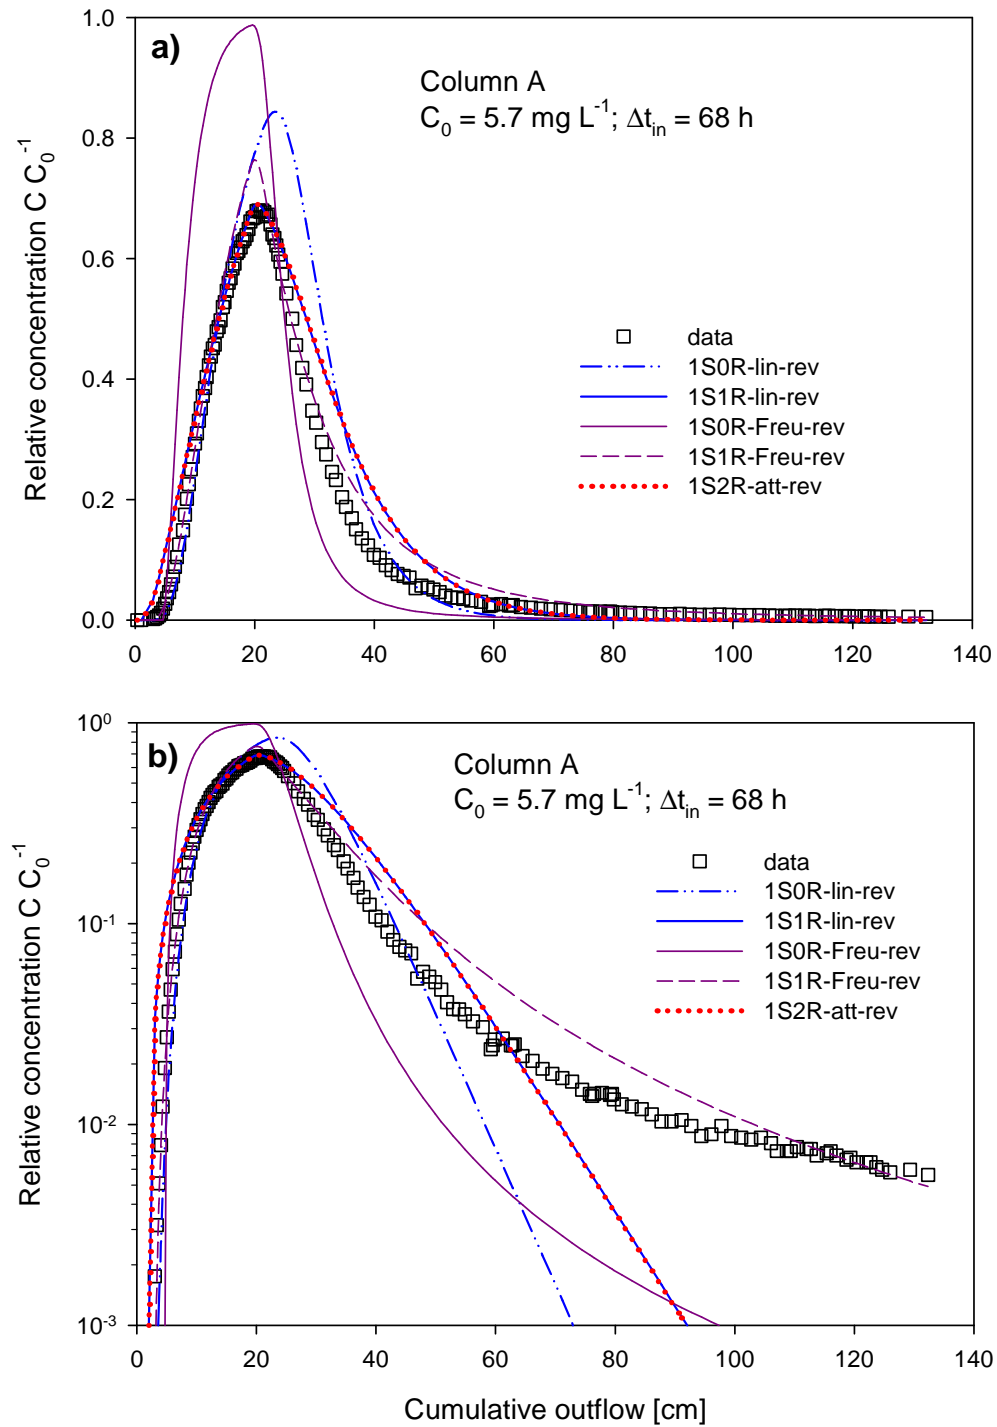 a)
Column A
C₀ = 5.7 mg L⁻¹; Δtᵢₙ = 68 h
Relative concentration C C₀⁻¹
1.0
0.8
0.6
0.4
0.2
0.0
data
1S0R-lin-rev
1S1R-lin-rev
1S0R-Freu-rev
1S1R-Freu-rev
1S2R-att-rev
0 20 40 60 80 100 120 140
b)
Column A
C₀ = 5.7 mg L⁻¹; Δtᵢₙ = 68 h
Relative concentration C C₀⁻¹
10⁰
10⁻¹
10⁻²
10⁻³
data
1S0R-lin-rev
1S1R-lin-rev
1S0R-Freu-rev
1S1R-Freu-rev
1S2R-att-rev
0 20 40 60 80 100 120 140
Cumulative outflow [cm]